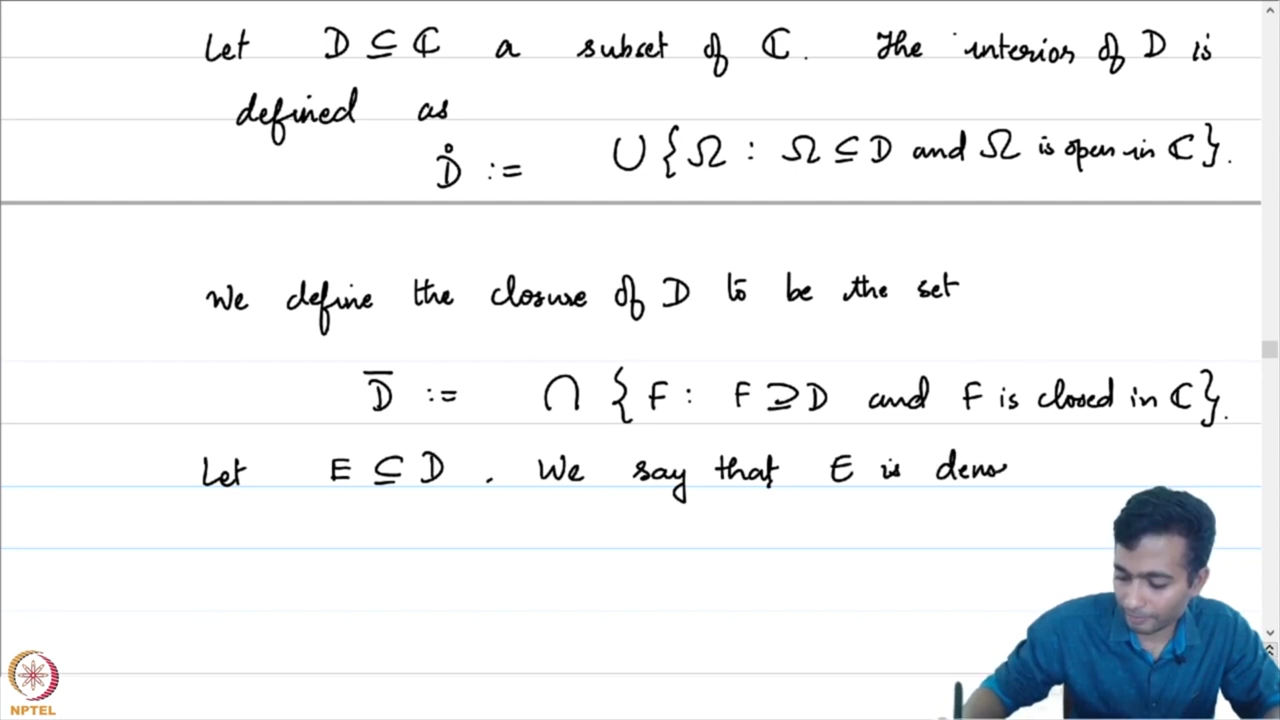 Let D ⊆ ℂ a subset of ℂ. The interior of D is
defined as
D̊ := ∪ { Ω : Ω ⊆ D and Ω is open in ℂ }.
We define the closure of D to be the set
D̅ := ∩ { F : F ⊇ D and F is closed in ℂ }.
Let E ⊆ D. We say that E is dens
NPTEL